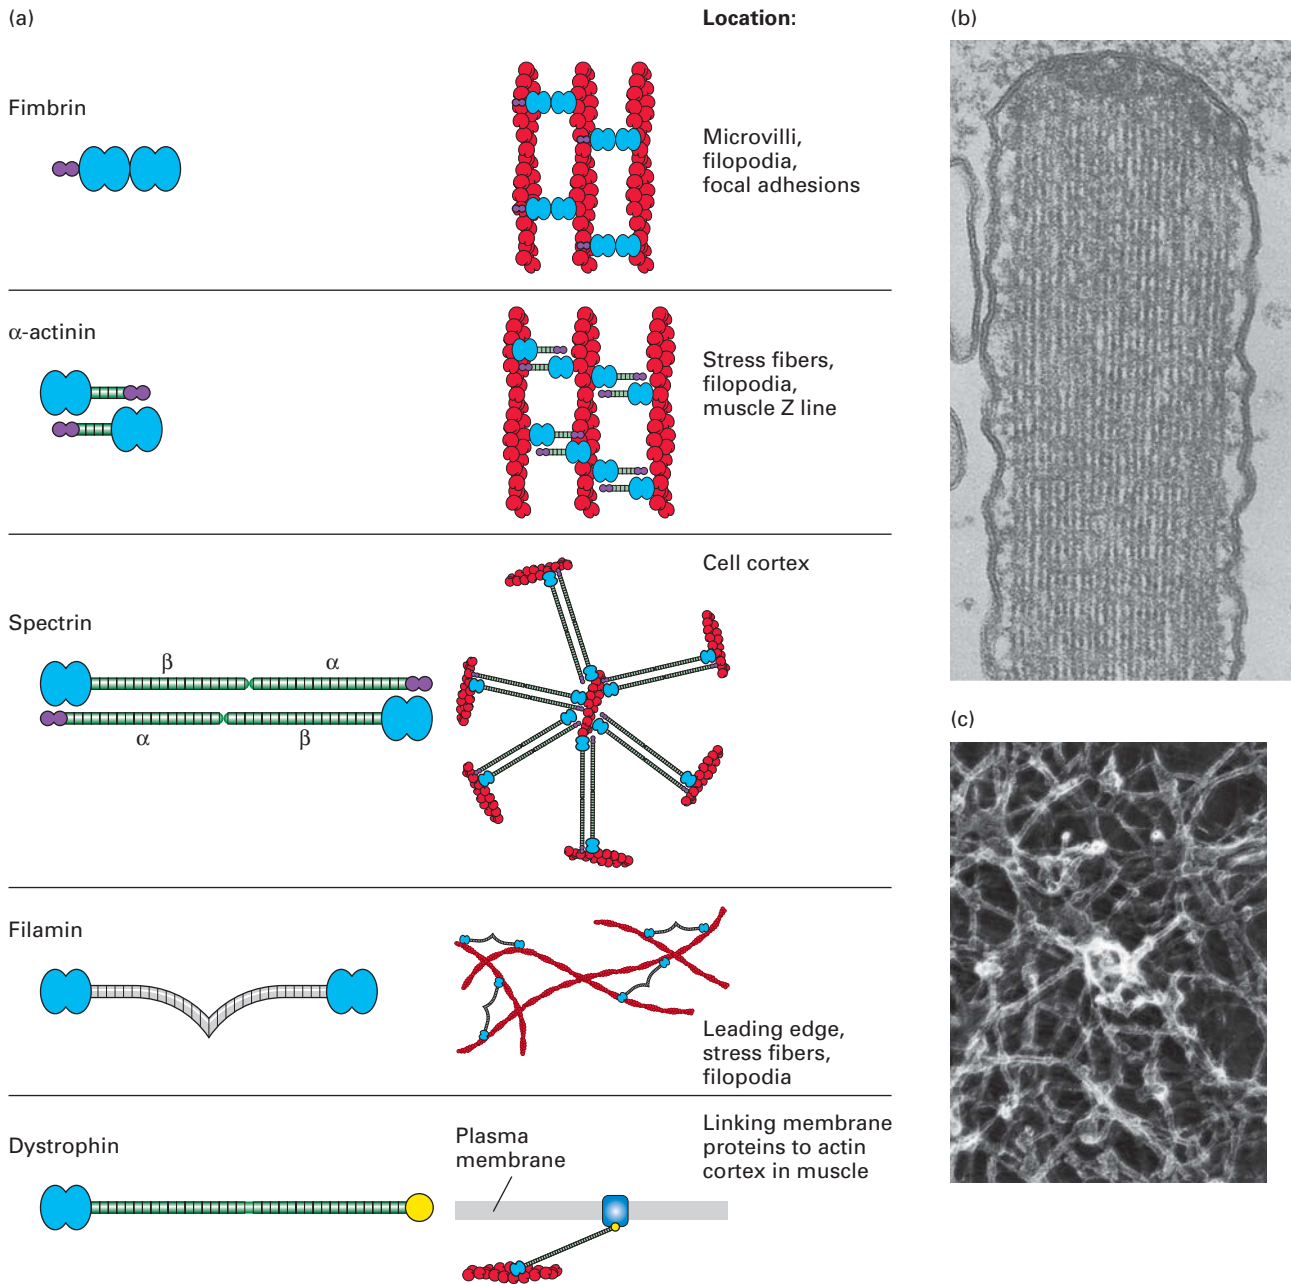 (a)
Location:
(b)
Fimbrin
Microvilli,
filopodia,
focal adhesions
α-actinin
Stress fibers,
filopodia,
muscle Z line
Cell cortex
Spectrin
β α
α β
(c)
Filamin
Leading edge,
stress fibers,
filopodia
Dystrophin
Plasma
membrane
Linking membrane
proteins to actin
cortex in muscle